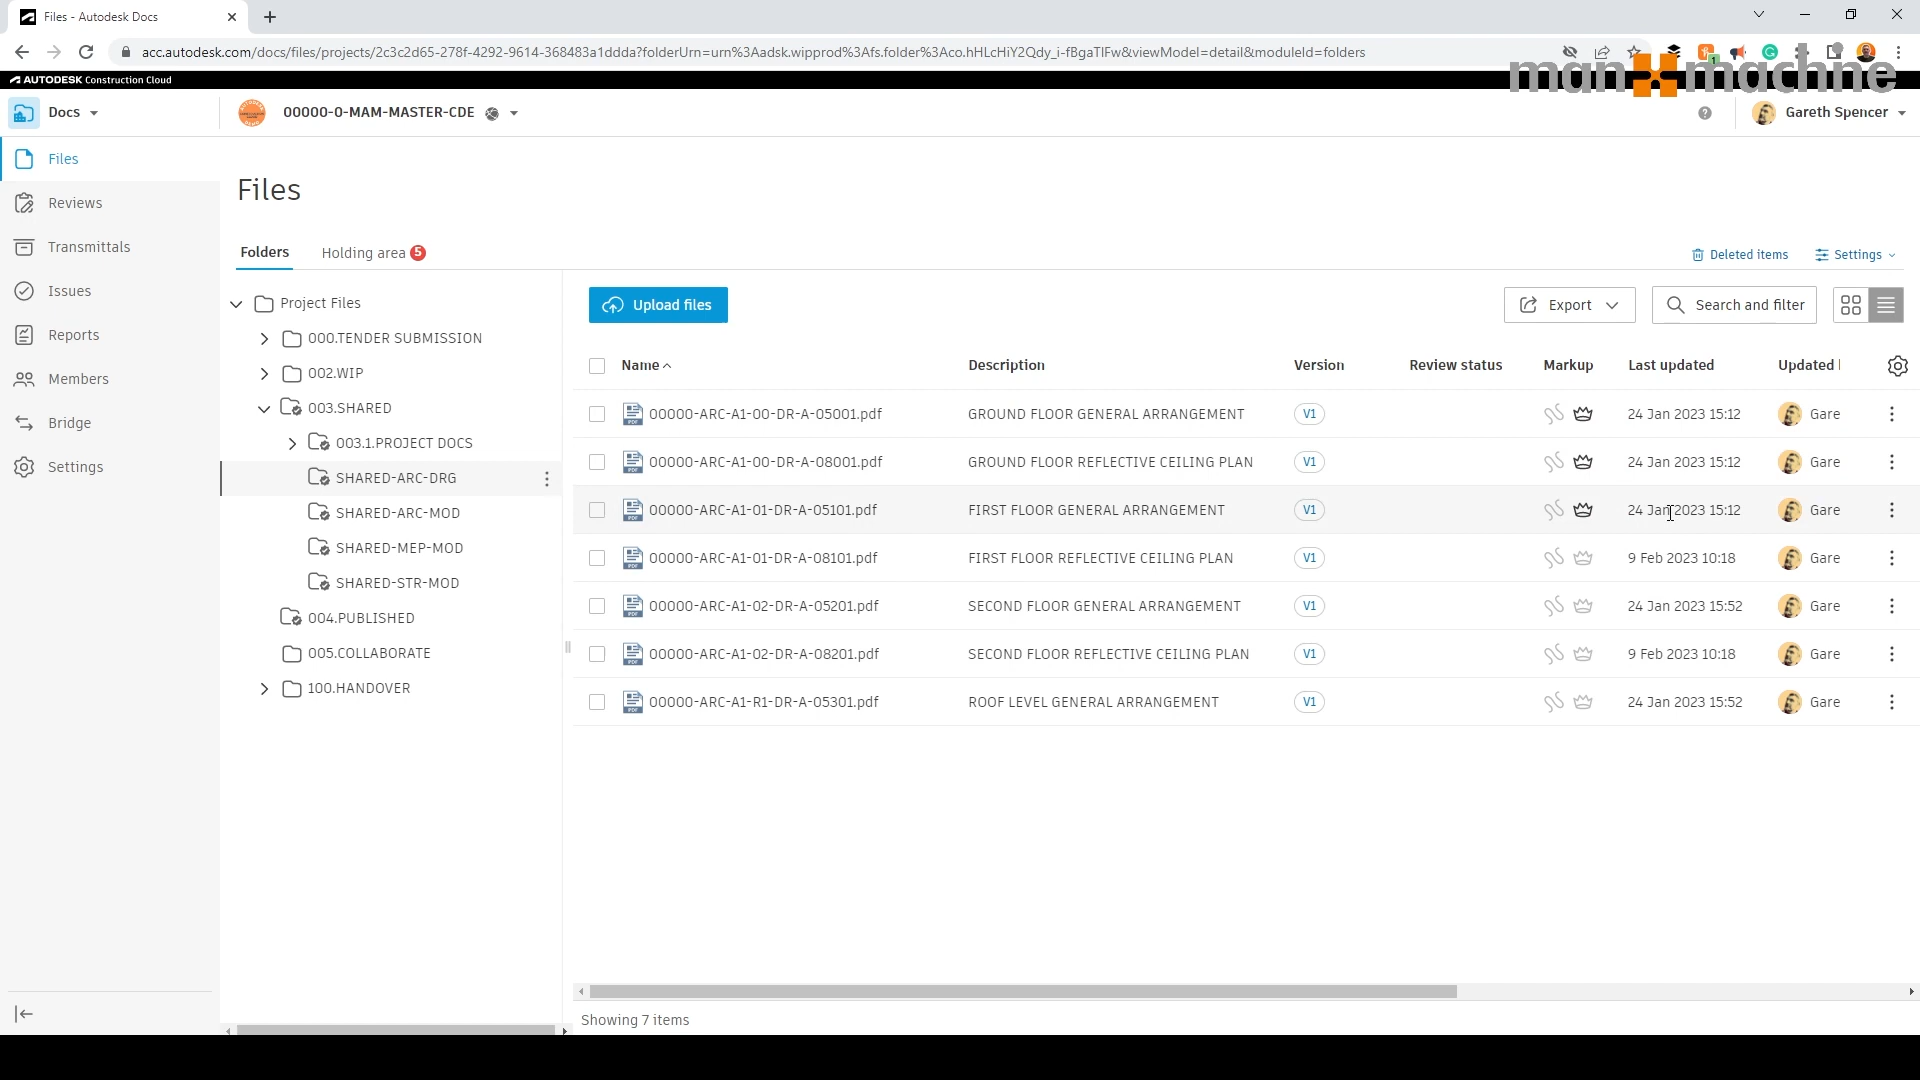 Files - Autodesk Docs
acc.autodesk.com/docs/files/projects/2c3c2d65-278f-4292-9614-368483a1ddda?folderUrn=urn%3Aadsk.wipprod%3Afs.folder%3Aco.hHLcHiY2Qdy_i-fBgaTIFw&viewModel=detail&moduleId=folders
AUTODESK Construction Cloud
man machine
Docs
00000-0-MAM-MASTER-CDE
Gareth Spencer
Files
Reviews
Transmittals
Issues
Reports
Members
Bridge
Settings
Files
Folders
Holding area 5
Deleted items
Settings
Project Files
000.TENDER SUBMISSION
002.WIP
003.SHARED
003.1.PROJECT DOCS
SHARED-ARC-DRG
SHARED-ARC-MOD
SHARED-MEP-MOD
SHARED-STR-MOD
004.PUBLISHED
005.COLLABORATE
100.HANDOVER
Upload files
Export
Search and filter
Name Description Version Review status Markup Last updated Updated
PDF 00000-ARC-A1-00-DR-A-05001.pdf GROUND FLOOR GENERAL ARRANGEMENT V1 24 Jan 2023 15:12 Gare
PDF 00000-ARC-A1-00-DR-A-08001.pdf GROUND FLOOR REFLECTIVE CEILING PLAN V1 24 Jan 2023 15:12 Gare
PDF 00000-ARC-A1-01-DR-A-05101.pdf FIRST FLOOR GENERAL ARRANGEMENT V1 24 Jan 2023 15:12 Gare
PDF 00000-ARC-A1-01-DR-A-08101.pdf FIRST FLOOR REFLECTIVE CEILING PLAN V1 9 Feb 2023 10:18 Gare
PDF 00000-ARC-A1-02-DR-A-05201.pdf SECOND FLOOR GENERAL ARRANGEMENT V1 24 Jan 2023 15:52 Gare
PDF 00000-ARC-A1-02-DR-A-08201.pdf SECOND FLOOR REFLECTIVE CEILING PLAN V1 9 Feb 2023 10:18 Gare
PDF 00000-ARC-A1-R1-DR-A-05301.pdf ROOF LEVEL GENERAL ARRANGEMENT V1 24 Jan 2023 15:52 Gare
Showing 7 items